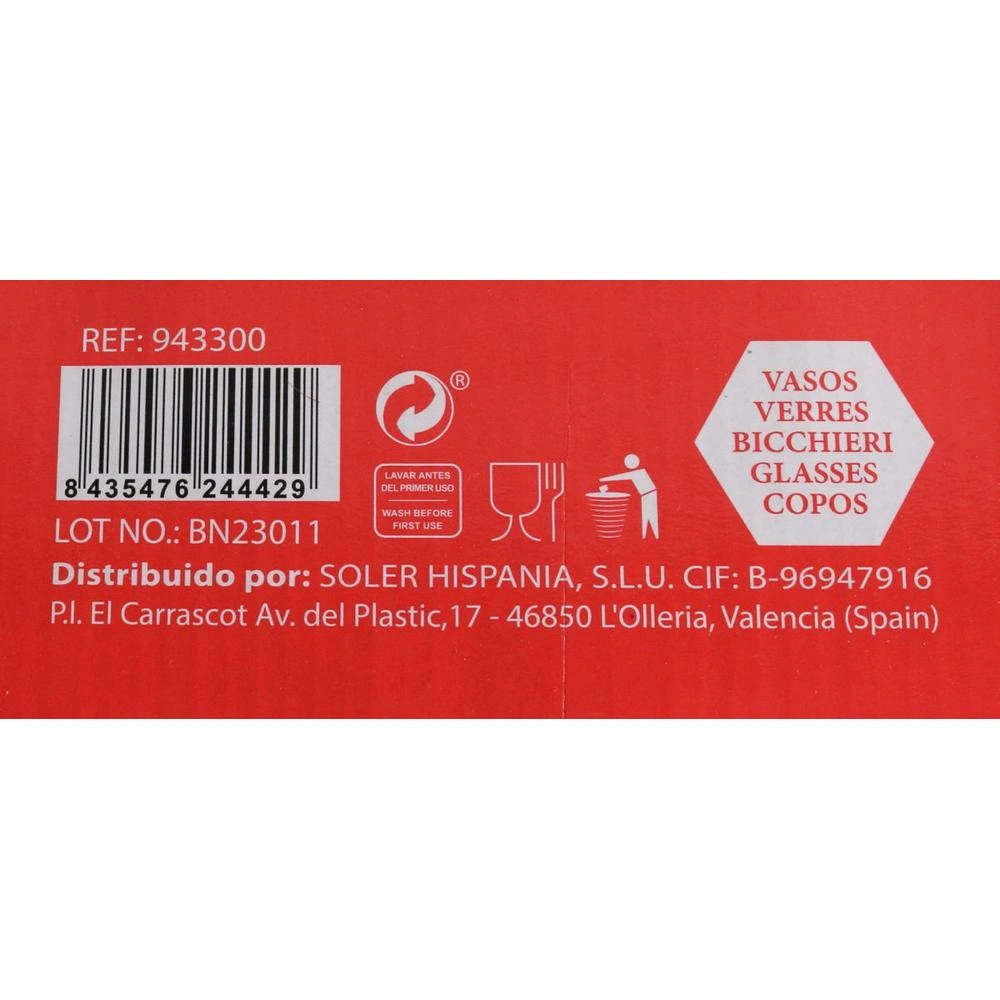 REF: 943300
8 435476 244429
LOT NO.: BN23011
®
LAVAR ANTES
DEL PRIMER USO
WASH BEFORE
FIRST USE
VASOS
VERRES
BICCHIERI
GLASSES
COPOS
Distribuido por: SOLER HISPANIA, S.L.U. CIF: B-96947916
P.I. El Carrascot Av. del Plastic,17 - 46850 L'Olleria, Valencia (Spain)